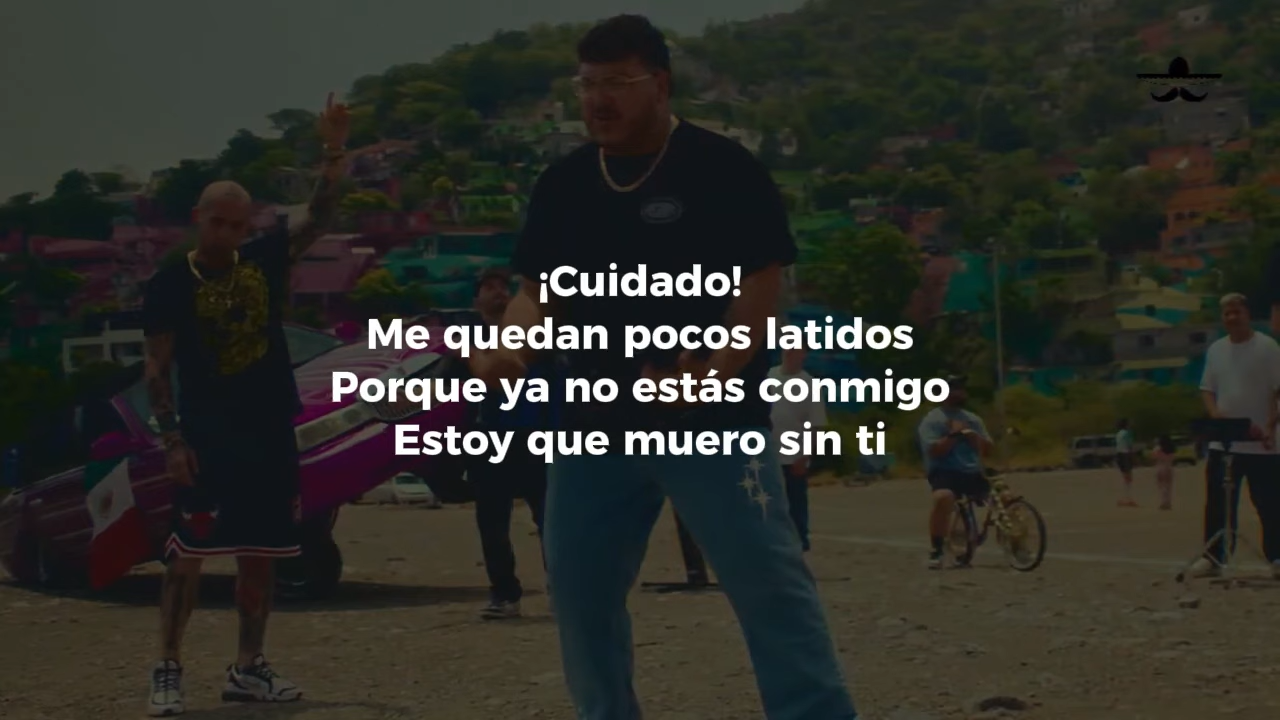 ¡Cuidado!
Me quedan pocos latidos
Porque ya no estás conmigo
Estoy que muero sin ti